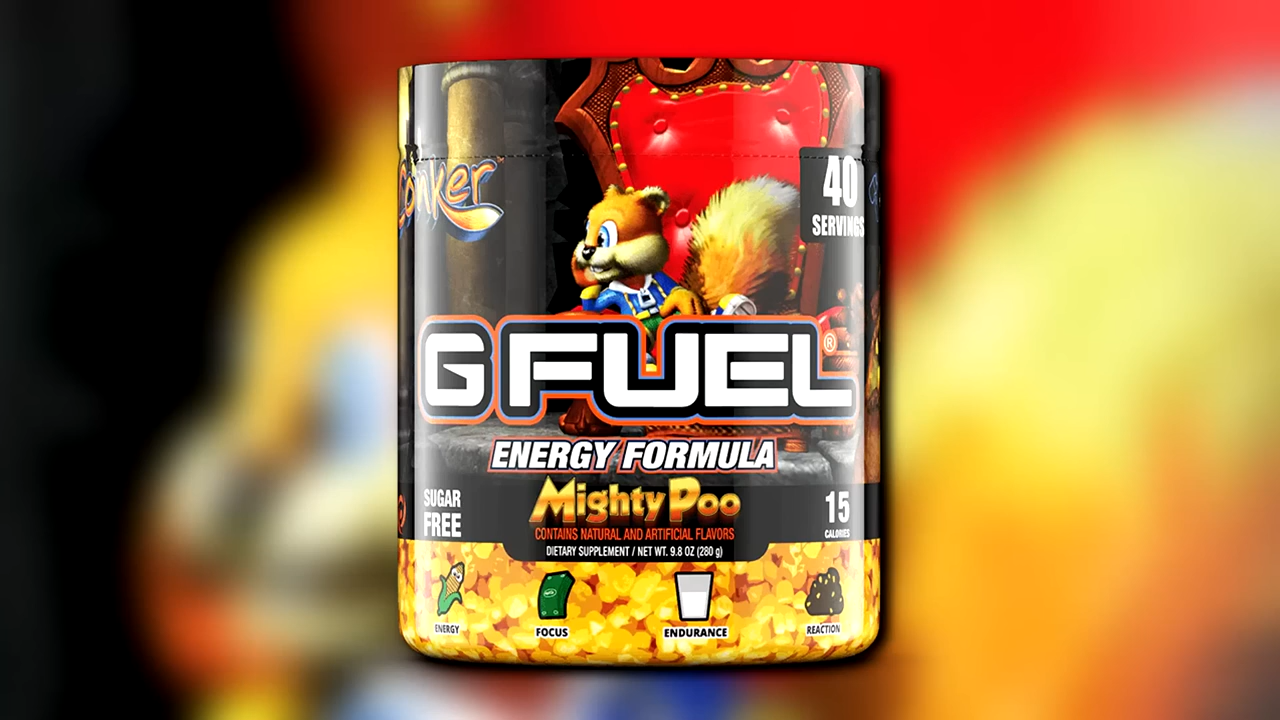 Conker
40
SERVINGS
G FUEL®
ENERGY FORMULA
Mighty Poo
SUGAR
FREE
CONTAINS NATURAL AND ARTIFICIAL FLAVORS
15
CALORIES
DIETARY SUPPLEMENT / NET WT. 9.8 OZ (280 g)
ENERGY
FOCUS
ENDURANCE
REACTION